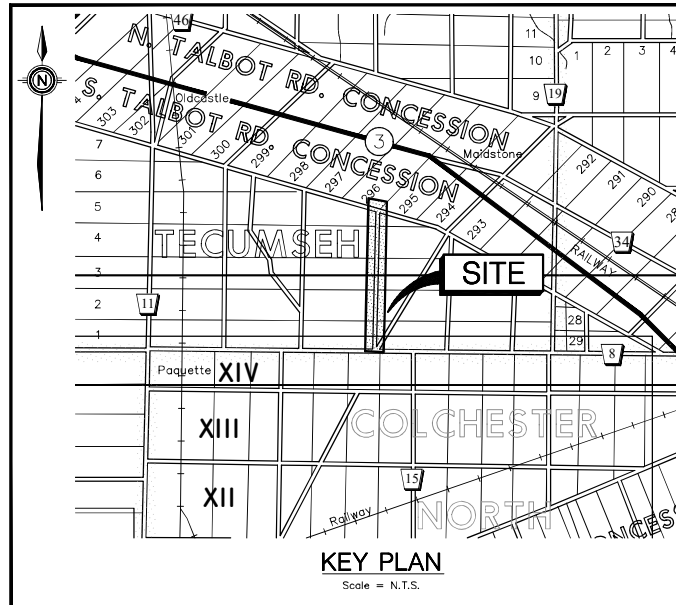 46
N. TALBOT RD. CONCESSION
11
10
9
1 2 3 4
19
Oldcastle
S. TALBOT RD CONCESSION
3
Maidstone
303
302
301
300
299
298
297
296
295
294
293
292
291
290
28
7
6
5
4
3
2
1
N
TECUMSEH
34
RAILWAY
SITE
11
28
29
8
Paquette
XIV
XIII
COLCHESTER
XII
15
Railway
NORTH
KEY PLAN
Scale = N.T.S.